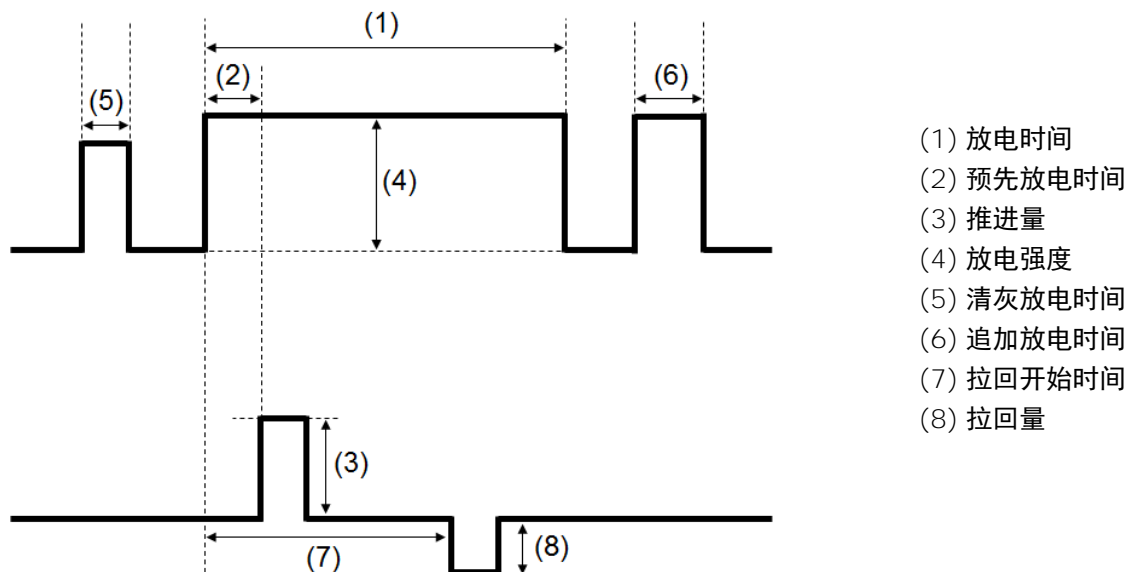 (1)
(2)
(6)
(5)
(4)
(3)
(7)
(8)
(1) 放电时间
(2) 预先放电时间
(3) 推进量
(4) 放电强度
(5) 清灰放电时间
(6) 追加放电时间
(7) 拉回开始时间
(8) 拉回量